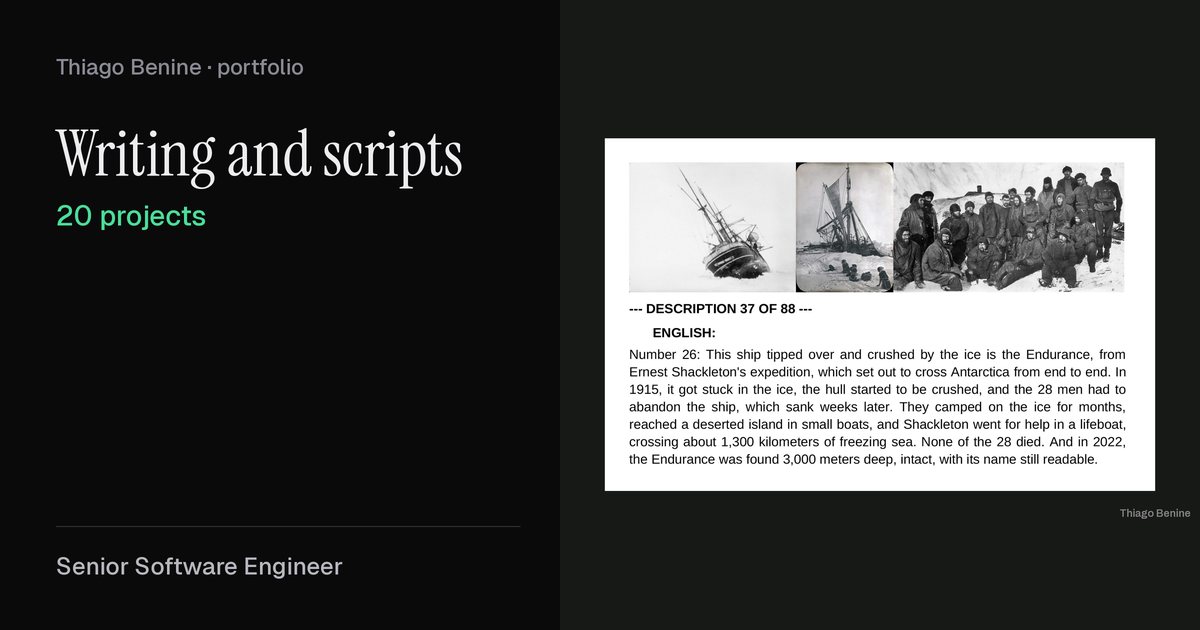 Thiago Benine · portfolio
Writing and scripts
20 projects
Senior Software Engineer
--- DESCRIPTION 37 OF 88 ---
ENGLISH:
Number 26: This ship tipped over and crushed by the ice is the Endurance, from
Ernest Shackleton's expedition, which set out to cross Antarctica from end to end. In
1915, it got stuck in the ice, the hull started to be crushed, and the 28 men had to
abandon the ship, which sank weeks later. They camped on the ice for months,
reached a deserted island in small boats, and Shackleton went for help in a lifeboat,
crossing about 1,300 kilometers of freezing sea. None of the 28 died. And in 2022,
the Endurance was found 3,000 meters deep, intact, with its name still readable.
Thiago Benine